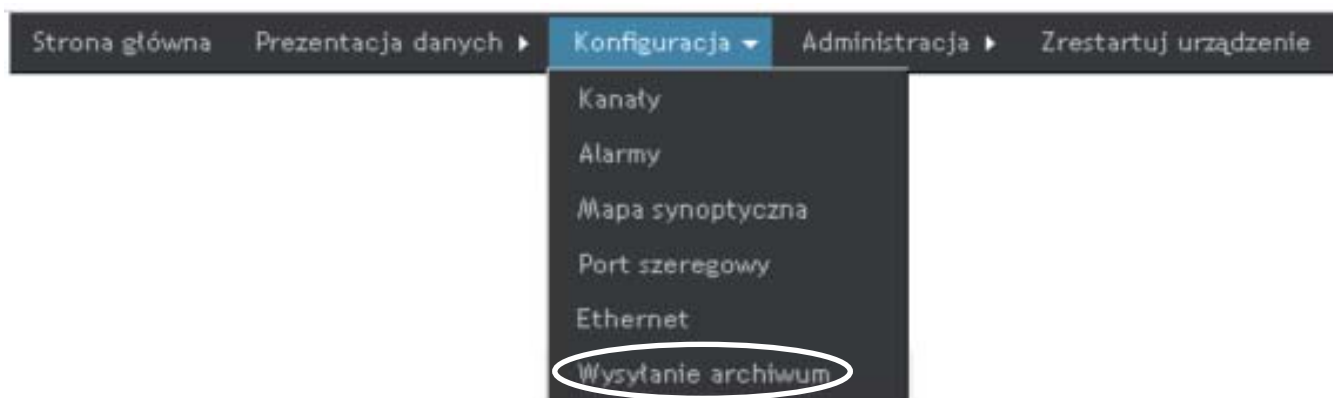 Strona główna Prezentacja danych Konfiguracja Administracja Zrestartuj urządzenie
Kanały
Alarmy
Mapa synoptyczna
Port szeregowy
Ethernet
Wysyłanie archiwum